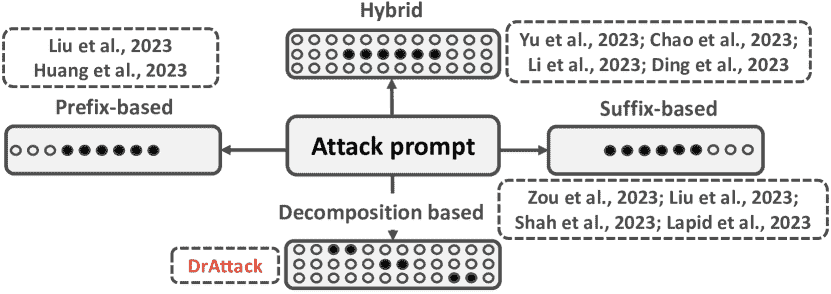 Hybrid
Liu et al., 2023
Huang et al., 2023
Yu et al., 2023; Chao et al., 2023;
Li et al., 2023; Ding et al., 2023
Prefix-based
Suffix-based
Attack prompt
Decomposition based
Zou et al., 2023; Liu et al., 2023;
Shah et al., 2023; Lapid et al., 2023
DrAttack